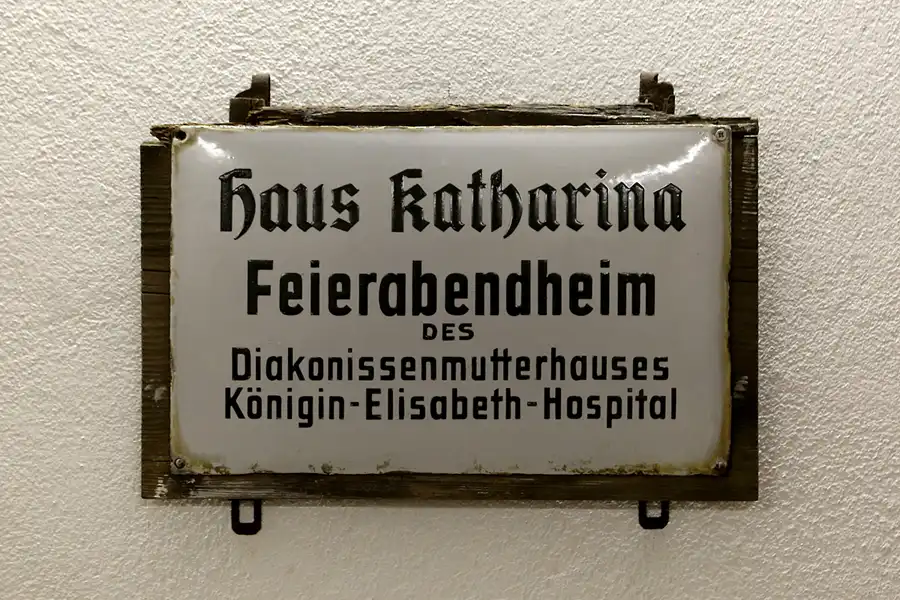 Haus Katharina
Feierabendheim
DES
Diakonissenmutterhauses
Königin-Elisabeth-Hospital